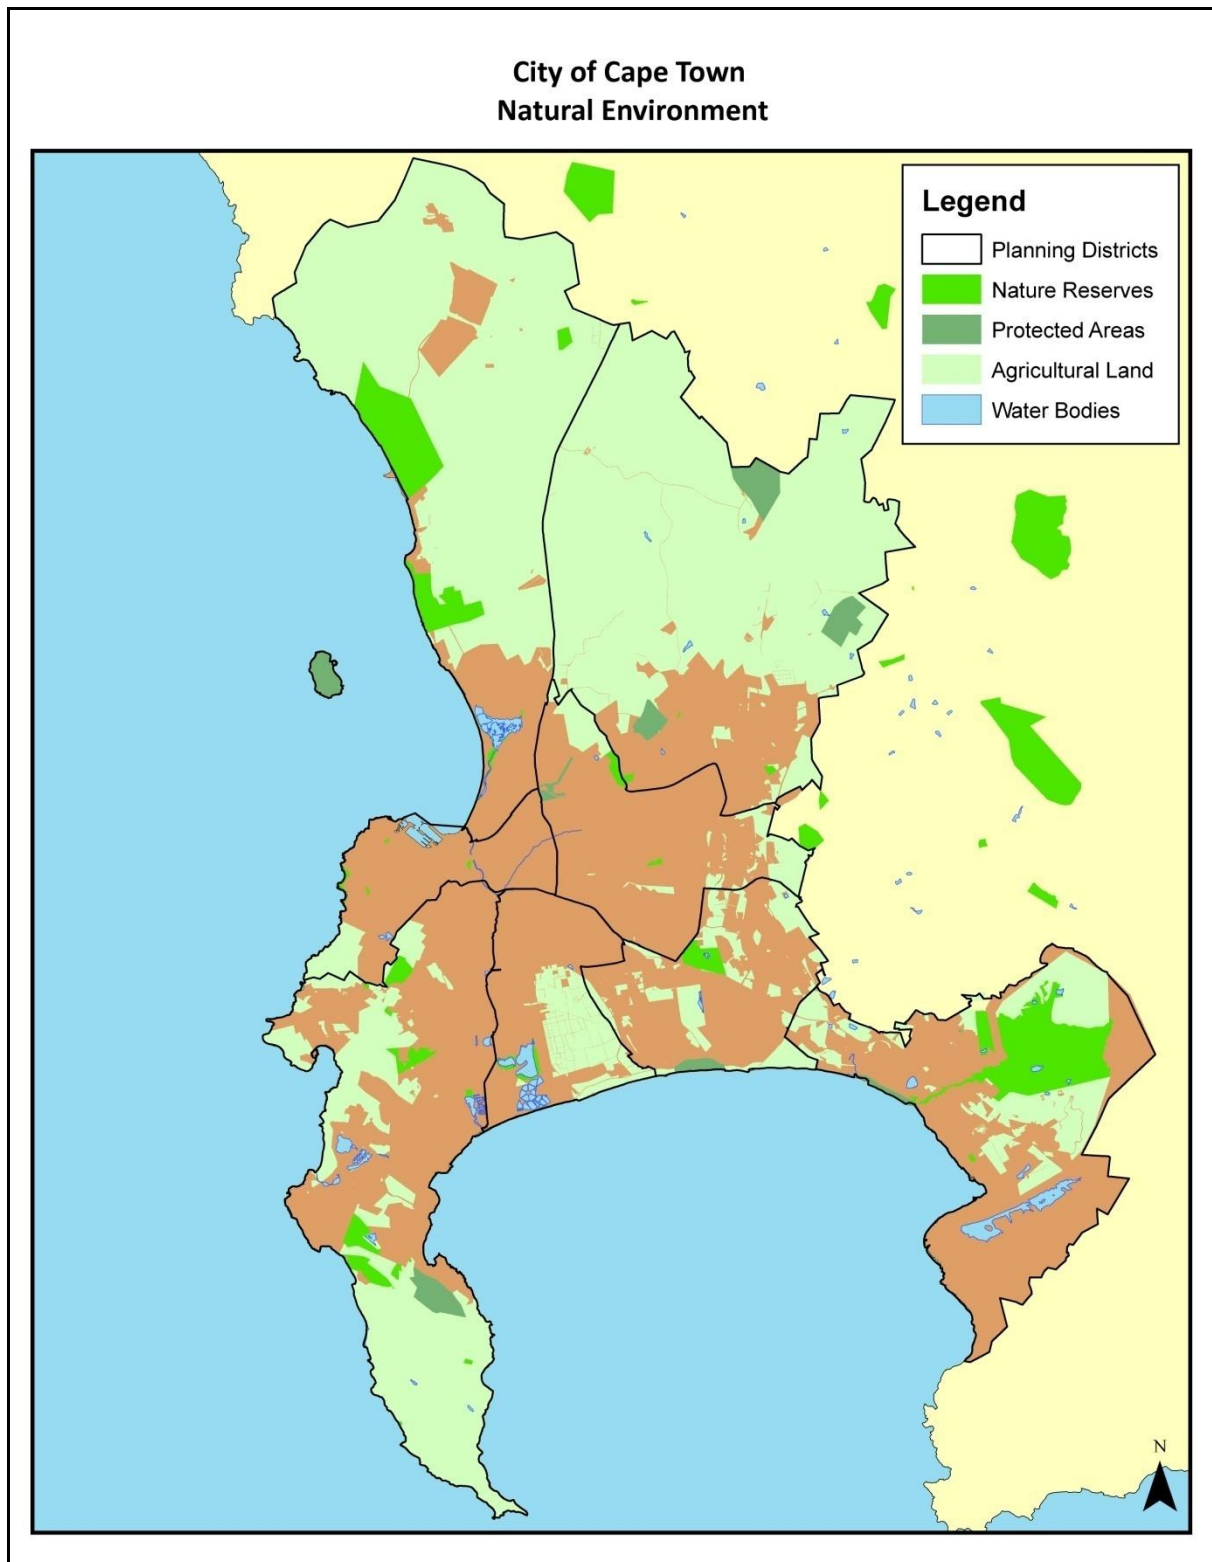 City of Cape Town
Natural Environment
Legend
Planning Districts
Nature Reserves
Protected Areas
Agricultural Land
Water Bodies
N